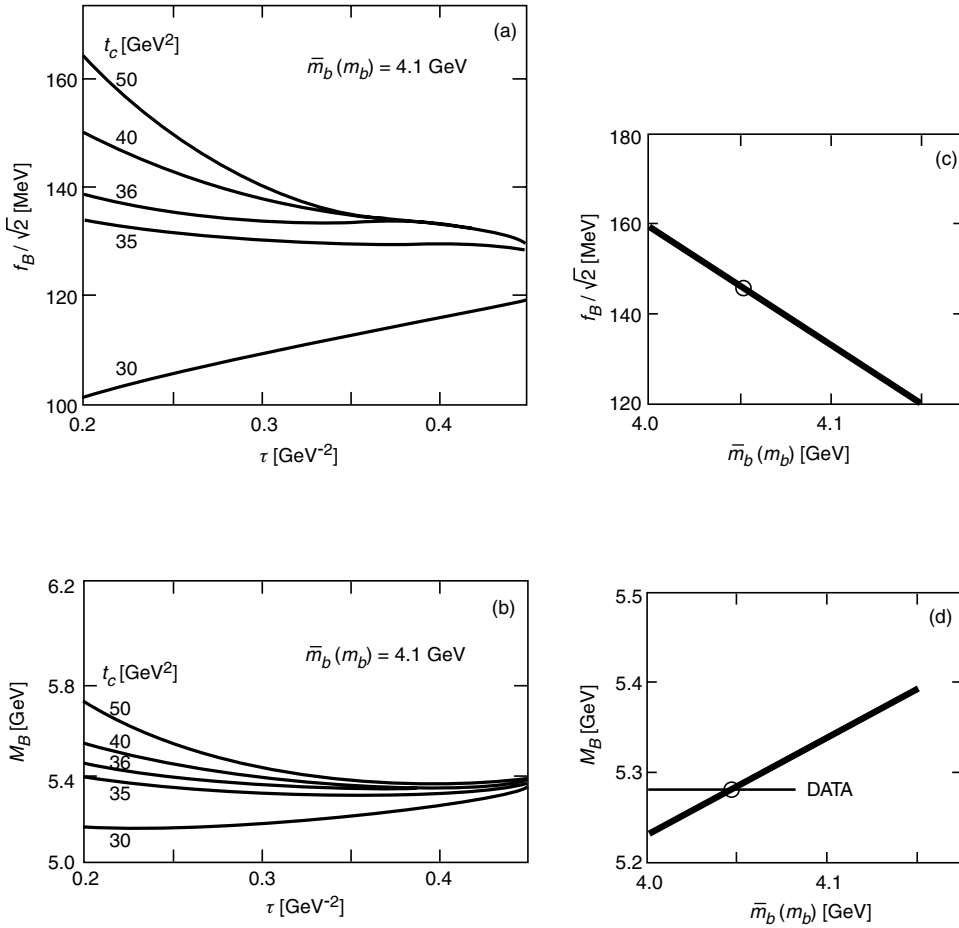 (a)
t_c [GeV²]
m̄_b (m_b) = 4.1 GeV
50
40
36
35
30
160
140
120
100
f_B / √2 [MeV]
0.2
0.3
0.4
τ [GeV⁻²]
(c)
180
160
140
120
f_B / √2 [MeV]
4.0
4.1
m̄_b (m_b) [GeV]
(b)
m̄_b (m_b) = 4.1 GeV
t_c [GeV²]
50
40
36
35
30
6.2
5.8
5.4
5.0
M_B [GeV]
0.2
0.3
0.4
τ [GeV⁻²]
(d)
5.5
5.4
5.3
5.2
M_B [GeV]
DATA
4.0
4.1
m̄_b (m_b) [GeV]